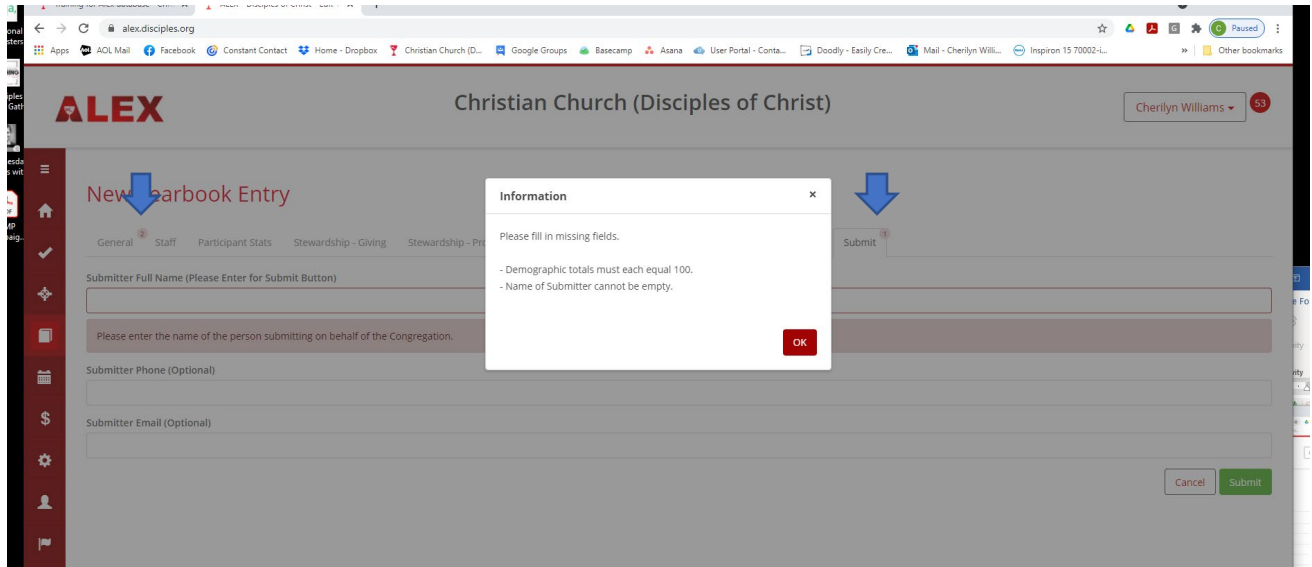 alex.disciples.org
Paused
Apps AOL Mail Facebook Constant Contact Home - Dropbox Christian Church (D... Google Groups Basecamp Asana User Portal - Conta... Doodly - Easily Cre... Mail - Cherilyn Willi... Inspiron 15 70002-i... » Other bookmarks
ALEX
Christian Church (Disciples of Christ)
Cherilyn Williams 53
New Yearbook Entry
General 2 Staff Participant Stats Stewardship - Giving Stewardship - Pro Submit 1
Submitter Full Name (Please Enter for Submit Button)
Please enter the name of the person submitting on behalf of the Congregation.
Submitter Phone (Optional)
Submitter Email (Optional)
Cancel Submit
Information ×
Please fill in missing fields.
- Demographic totals must each equal 100.
- Name of Submitter cannot be empty.
OK